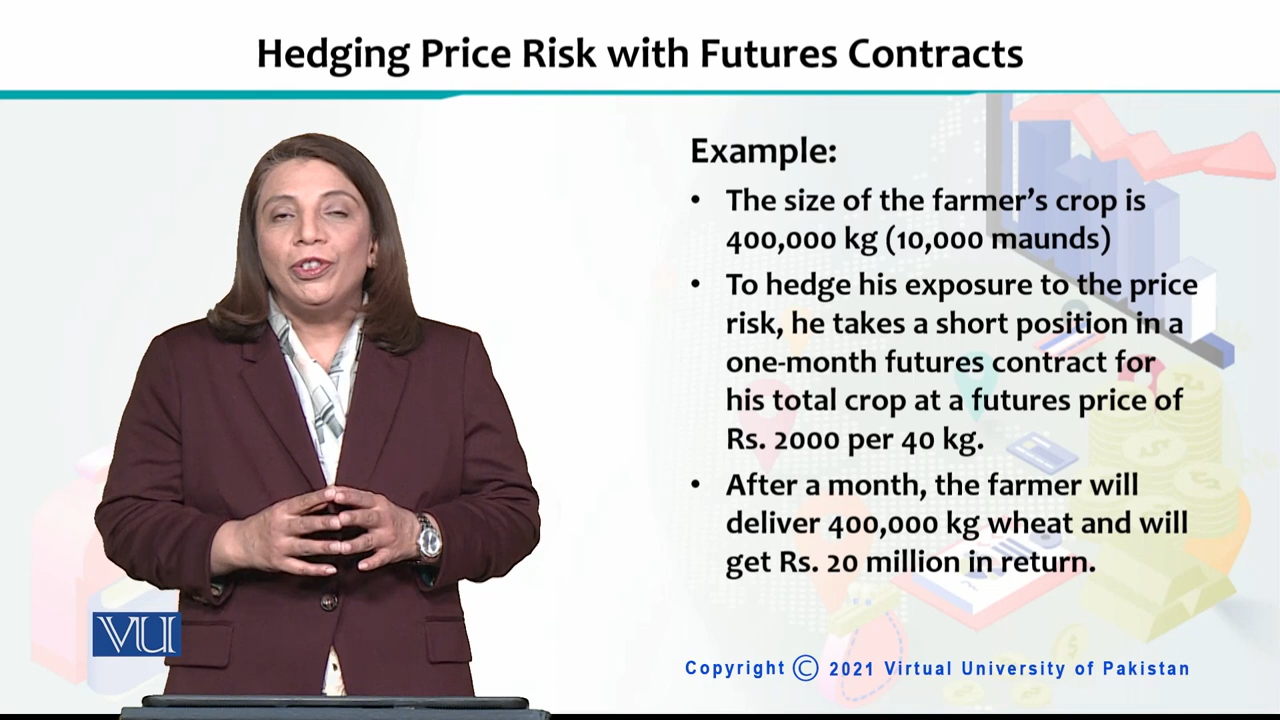 Hedging Price Risk with Futures Contracts
Example:
• The size of the farmer’s crop is
400,000 kg (10,000 maunds)
• To hedge his exposure to the price
risk, he takes a short position in a
one-month futures contract for
his total crop at a futures price of
Rs. 2000 per 40 kg.
• After a month, the farmer will
deliver 400,000 kg wheat and will
get Rs. 20 million in return.
VU
Copyright © 2021 Virtual University of Pakistan